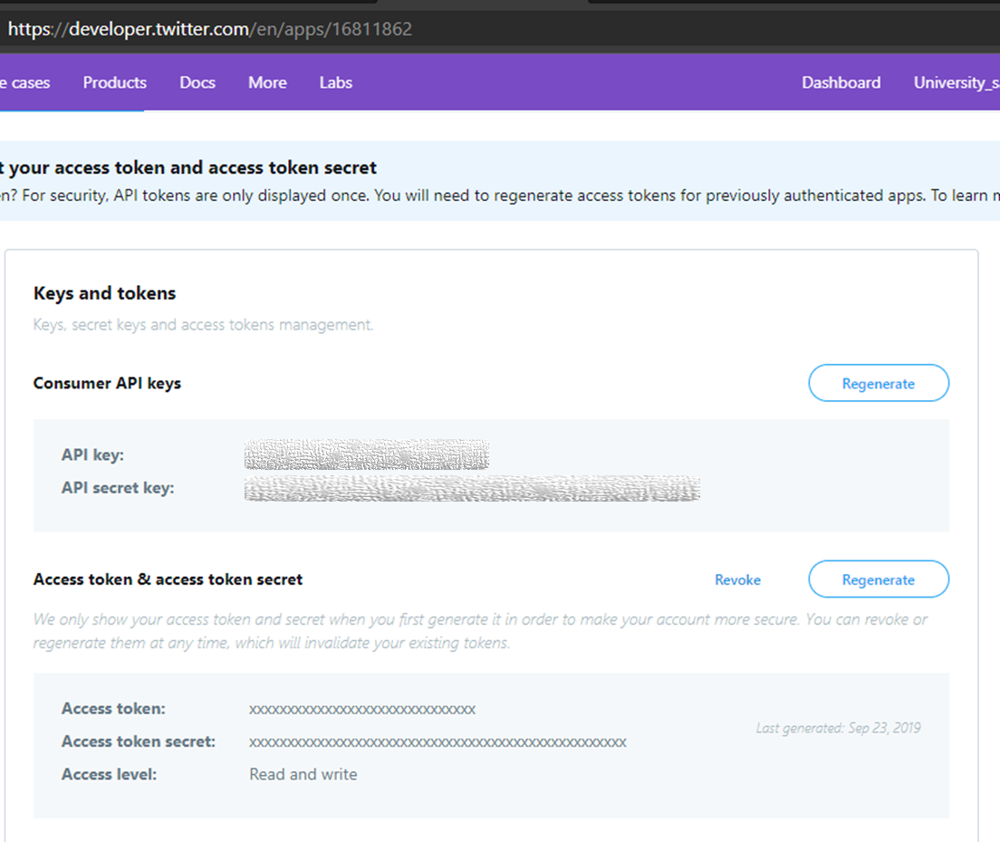 https://developer.twitter.com/en/apps/16811862
e cases Products Docs More Labs Dashboard University_s
t your access token and access token secret
n? For security, API tokens are only displayed once. You will need to regenerate access tokens for previously authenticated apps. To learn
Keys and tokens
Keys, secret keys and access tokens management.
Consumer API keys Regenerate
API key:
API secret key:
Access token & access token secret Revoke Regenerate
We only show your access token and secret when you first generate it in order to make your account more secure. You can revoke or
regenerate them at any time, which will invalidate your existing tokens.
Access token: xxxxxxxxxxxxxxxxxxxxxxxxxxxxxx
Last generated: Sep 23, 2019
Access token secret: xxxxxxxxxxxxxxxxxxxxxxxxxxxxxxxxxxxxxxxxxxxxxxxxxx
Access level: Read and write